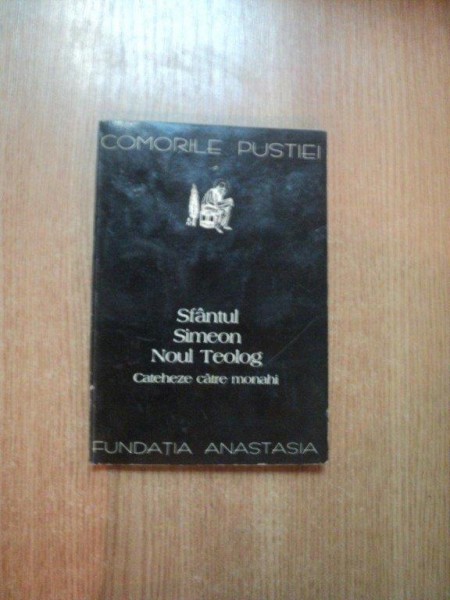 COMORILE PUSTIEI
Sfântul
Simeon
Noul Teolog
Cateheze către monahi
FUNDAȚIA ANASTASIA